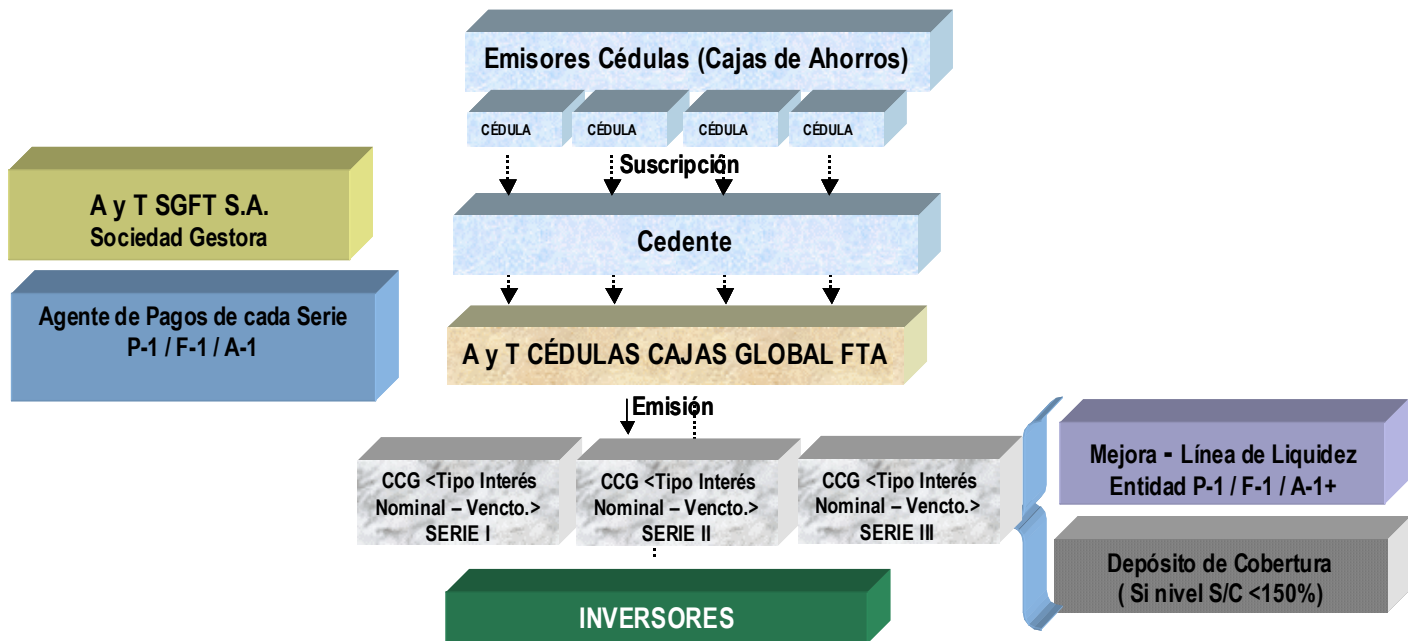 Emisores Cédulas (Cajas de Ahorros)
CÉDULA CÉDULA CÉDULA CÉDULA
Suscripción
A y T SGFT S.A.
Sociedad Gestora
Cedente
Agente de Pagos de cada Serie
P-1 / F-1 / A-1
A y T CÉDULAS CAJAS GLOBAL FTA
Emisión
CCG <Tipo Interés
Nominal – Vencto.>
SERIE I
CCG <Tipo Interés
Nominal – Vencto.>
SERIE II
CCG <Tipo Interés
Nominal – Vencto.>
SERIE III
Mejora - Línea de Liquidez
Entidad P-1 / F-1 / A-1+
Depósito de Cobertura
( Si nivel S/C <150%)
INVERSORES